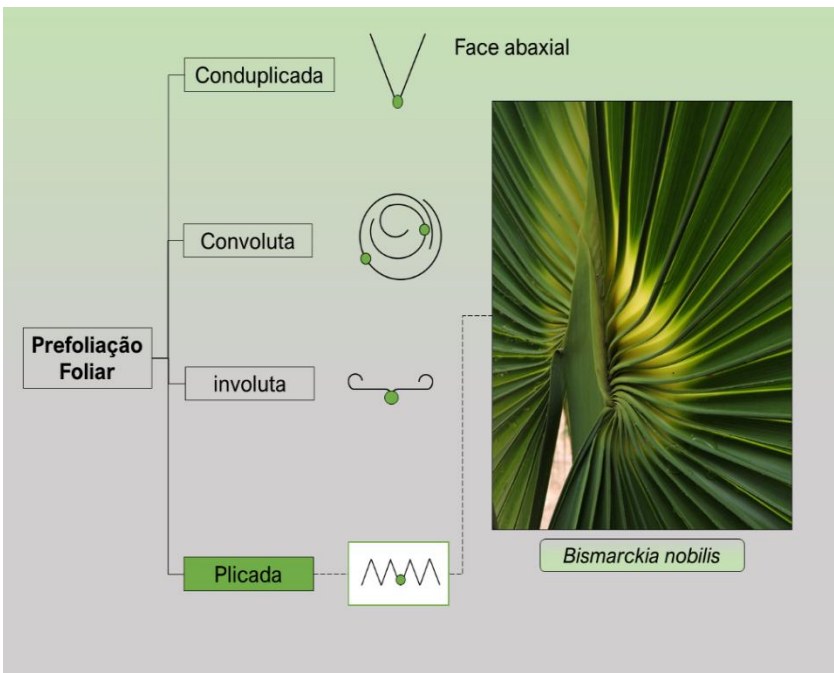 Face abaxial
Conduplicada
Convoluta
Prefoliação
Foliar
involuta
Plicada
Bismarckia nobilis